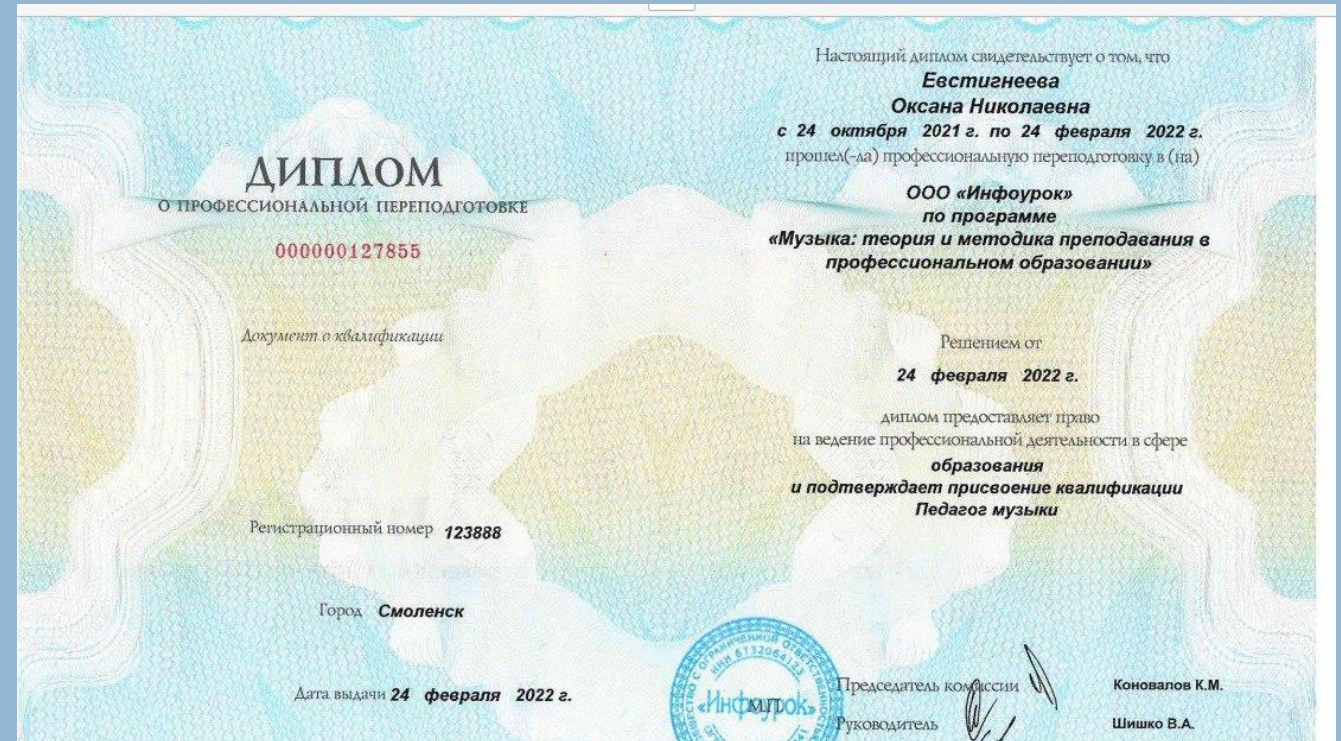 ДИПЛОМ
О ПРОФЕССИОНАЛЬНОЙ ПЕРЕПОДГОТОВКЕ
000000127855
Документ о квалификации
Регистрационный номер 123888
Город Смоленск
Дата выдачи 24 февраля 2022 г.
Настоящий диплом свидетельствует о том, что
Евстигнеева
Оксана Николаевна
с 24 октября 2021 г. по 24 февраля 2022 г.
прошел(-ла) профессиональную переподготовку в (на)
ООО «Инфоурок»
по программе
«Музыка: теория и методика преподавания в
профессиональном образовании»
Решением от
24 февраля 2022 г.
диплом предоставляет право
на ведение профессиональной деятельности в сфере
образования
и подтверждает присвоение квалификации
Педагог музыки
Председатель комиссии Коновалов К.М.
Руководитель Шишко В.А.
М.П.
«Инфоурок»